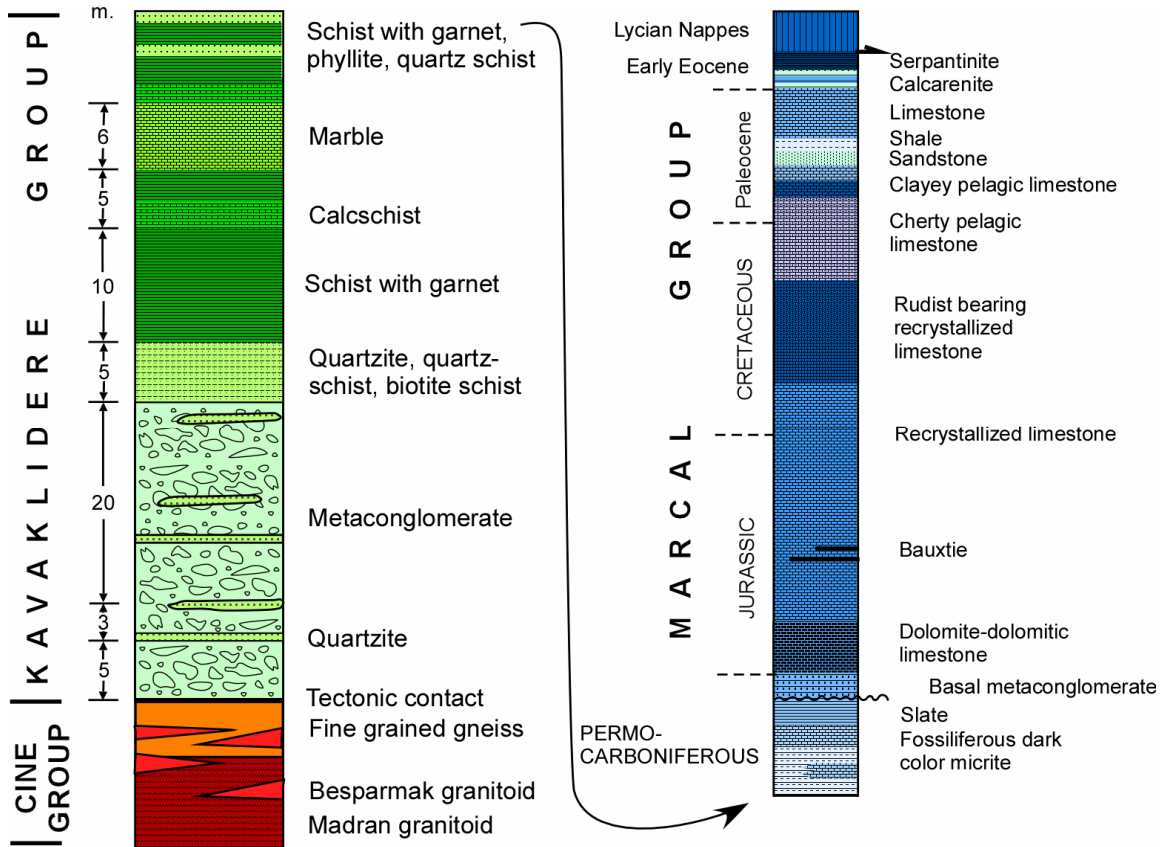 m.
KAVAKLIDERE GROUP
CINE
GROUP
6
5
10
5
20
3
5
Schist with garnet,
phyllite, quartz schist
Marble
Calcschist
Schist with garnet
Quartzite, quartz-
schist, biotite schist
Metaconglomerate
Quartzite
Tectonic contact
Fine grained gneiss
Besparmak granitoid
Madran granitoid
Lycian Nappes
Early Eocene
MARCAL GROUP
Paleocene
CRETACEOUS
JURASSIC
PERMO-
CARBONIFEROUS
Serpantinite
Calcarenite
Limestone
Shale
Sandstone
Clayey pelagic limestone
Cherty pelagic
limestone
Rudist bearing
recrystallized
limestone
Recrystallized limestone
Bauxtie
Dolomite-dolomitic
limestone
Basal metaconglomerate
Slate
Fossiliferous dark
color micrite